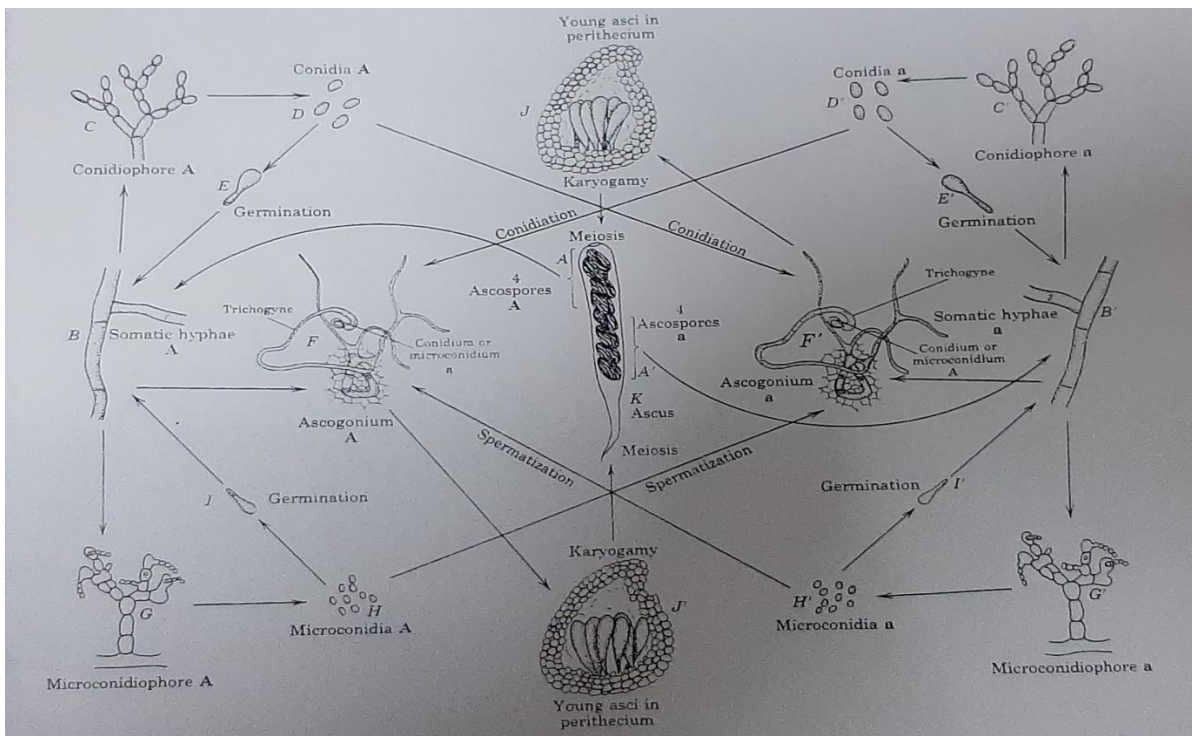 Young asci in
perithecium
J
Karyogamy
Meiosis
Conidia A
D
C
Conidiophore A
E
Germination
Conidiation
Conidiation
Conidia a
D'
C'
Conidiophore a
E'
Germination
A
4
Ascospores
A
4
Ascospores
a
A'
K
Ascus
Meiosis
B
Somatic hyphae
A
Trichogyne
F
Conidium or
microconidium
a
Ascogonium
A
Trichogyne
Somatic hyphae
a
B'
F'
Conidium or
microconidium
A
Ascogonium
a
Spermatization
Spermatization
I
Germination
Germination
I'
G
Microconidiophore A
H
Microconidia A
Karyogamy
J'
Young asci in
perithecium
H'
Microconidia a
G'
Microconidiophore a